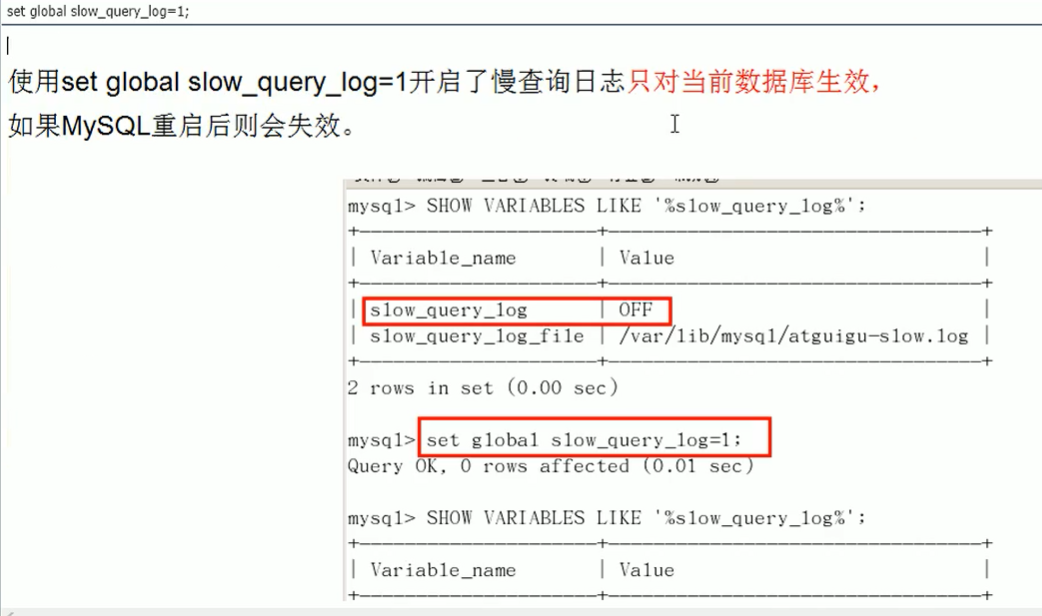 set global slow_query_log=1;
使用set global slow_query_log=1开启了慢查询日志只对当前数据库生效，
如果MySQL重启后则会失效。
mysql> SHOW VARIABLES LIKE '%slow_query_log%';
| Variable_name | Value |
| slow_query_log | OFF |
| slow_query_log_file | /var/lib/mysql/atguigu-slow.log |
2 rows in set (0.00 sec)
mysql> set global slow_query_log=1;
Query OK, 0 rows affected (0.01 sec)
mysql> SHOW VARIABLES LIKE '%slow_query_log%';
| Variable_name | Value |